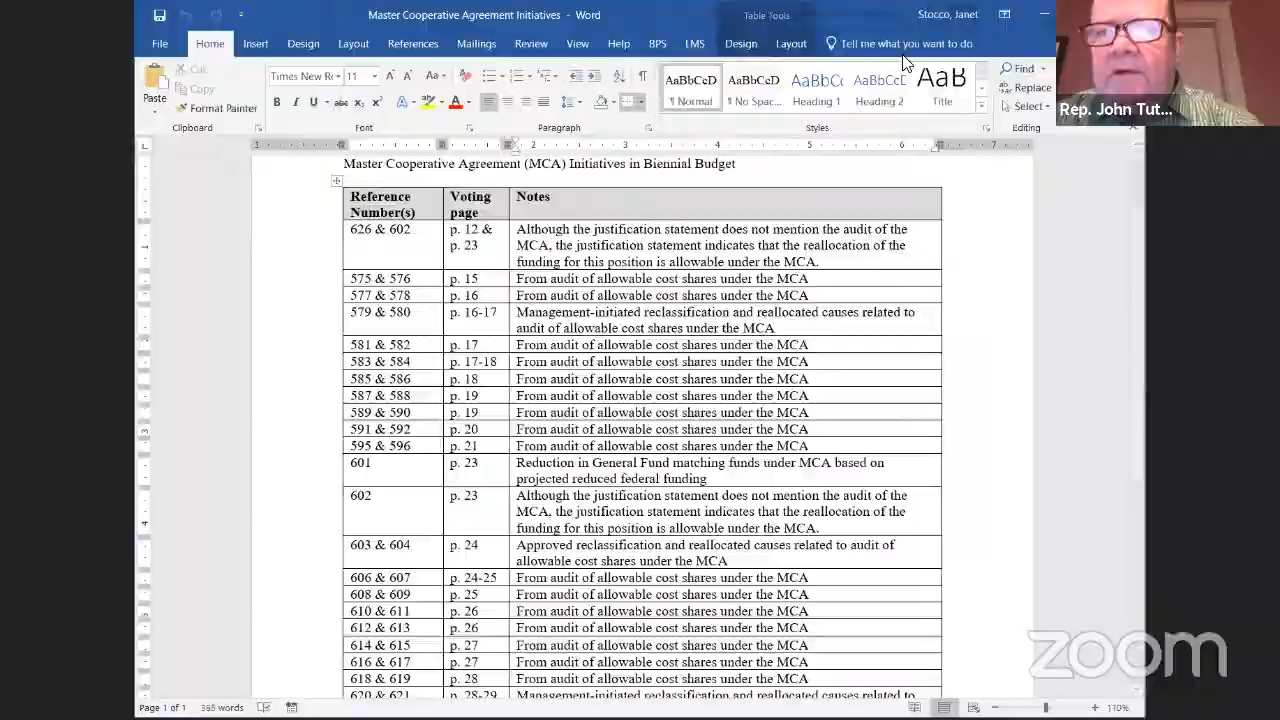 Master Cooperative Agreement Initiatives - Word
Table Tools
Stocco, Janet
File Home Insert Design Layout References Mailings Review View Help BPS LMS Design Layout Tell me what you want to do
Paste
Cut
Copy
Format Painter
Clipboard
Times New Ro 11
Font
Paragraph
AaBbCcD AaBbCcD AaBbCc AaBbCcD AaB
¶ Normal ¶ No Spac... Heading 1 Heading 2 Title
Styles
Find
Replace
Select
Editing
Rep. John Tut...
Master Cooperative Agreement (MCA) Initiatives in Biennial Budget
Reference Number(s) Voting page Notes
626 & 602 p. 12 & p. 23 Although the justification statement does not mention the audit of the
MCA, the justification statement indicates that the reallocation of the
funding for this position is allowable under the MCA.
575 & 576 p. 15 From audit of allowable cost shares under the MCA
577 & 578 p. 16 From audit of allowable cost shares under the MCA
579 & 580 p. 16-17 Management-initiated reclassification and reallocated causes related to
audit of allowable cost shares under the MCA
581 & 582 p. 17 From audit of allowable cost shares under the MCA
583 & 584 p. 17-18 From audit of allowable cost shares under the MCA
585 & 586 p. 18 From audit of allowable cost shares under the MCA
587 & 588 p. 19 From audit of allowable cost shares under the MCA
589 & 590 p. 19 From audit of allowable cost shares under the MCA
591 & 592 p. 20 From audit of allowable cost shares under the MCA
595 & 596 p. 21 From audit of allowable cost shares under the MCA
601 p. 23 Reduction in General Fund matching funds under MCA based on
projected reduced federal funding
602 p. 23 Although the justification statement does not mention the audit of the
MCA, the justification statement indicates that the reallocation of the
funding for this position is allowable under the MCA.
603 & 604 p. 24 Approved reclassification and reallocated causes related to audit of
allowable cost shares under the MCA
606 & 607 p. 24-25 From audit of allowable cost shares under the MCA
608 & 609 p. 25 From audit of allowable cost shares under the MCA
610 & 611 p. 26 From audit of allowable cost shares under the MCA
612 & 613 p. 26 From audit of allowable cost shares under the MCA
614 & 615 p. 27 From audit of allowable cost shares under the MCA
616 & 617 p. 27 From audit of allowable cost shares under the MCA
618 & 619 p. 28 From audit of allowable cost shares under the MCA
620 & 621 p. 28-29 Management-initiated reclassification and reallocated causes related to
zoom
Page 1 of 1 365 words 110%